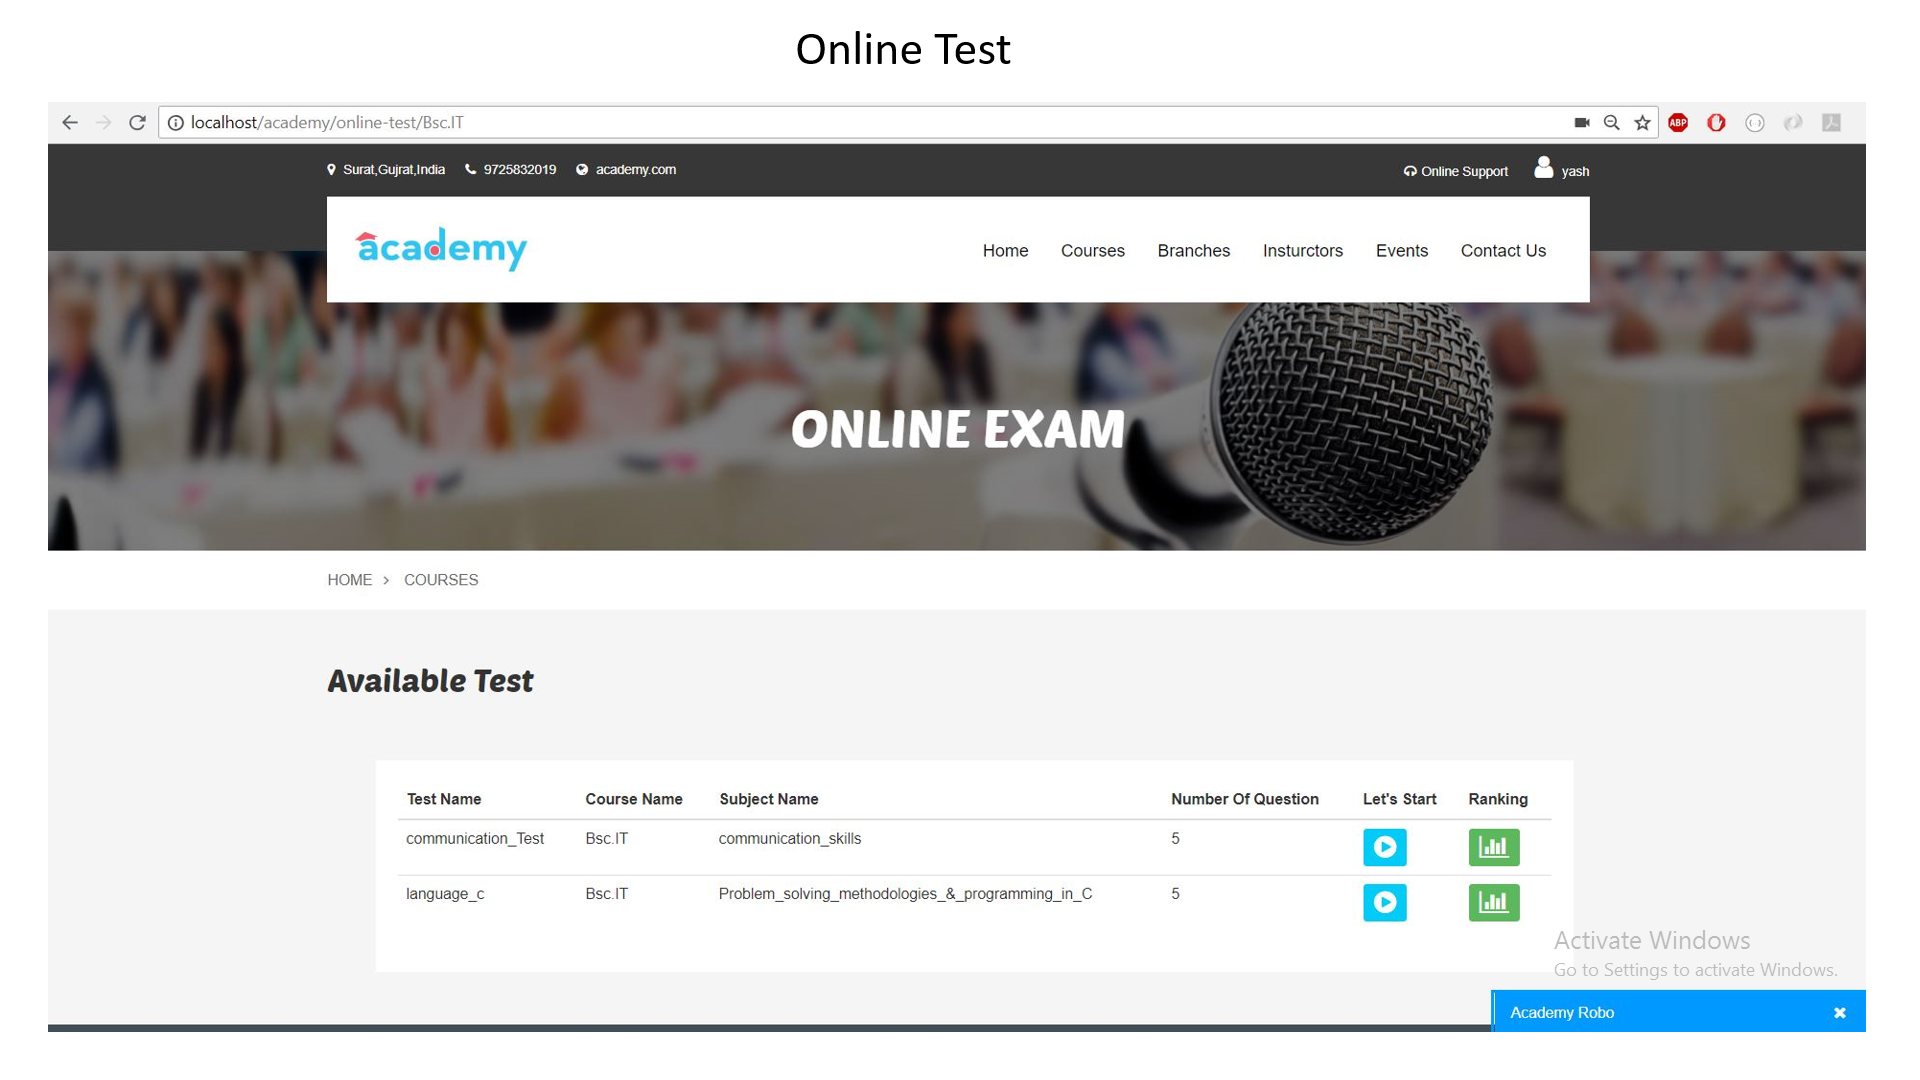 Online Test
localhost/academy/online-test/Bsc.IT
ABP
Surat,Gujrat,India 9725832019 academy.com Online Support yash
academy Home Courses Branches Insturctors Events Contact Us
ONLINE EXAM
HOME > COURSES
Available Test
Test Name Course Name Subject Name Number Of Question Let's Start Ranking
communication_Test Bsc.IT communication_skills 5
language_c Bsc.IT Problem_solving_methodologies_&_programming_in_C 5
Activate Windows
Go to Settings to activate Windows.
Academy Robo